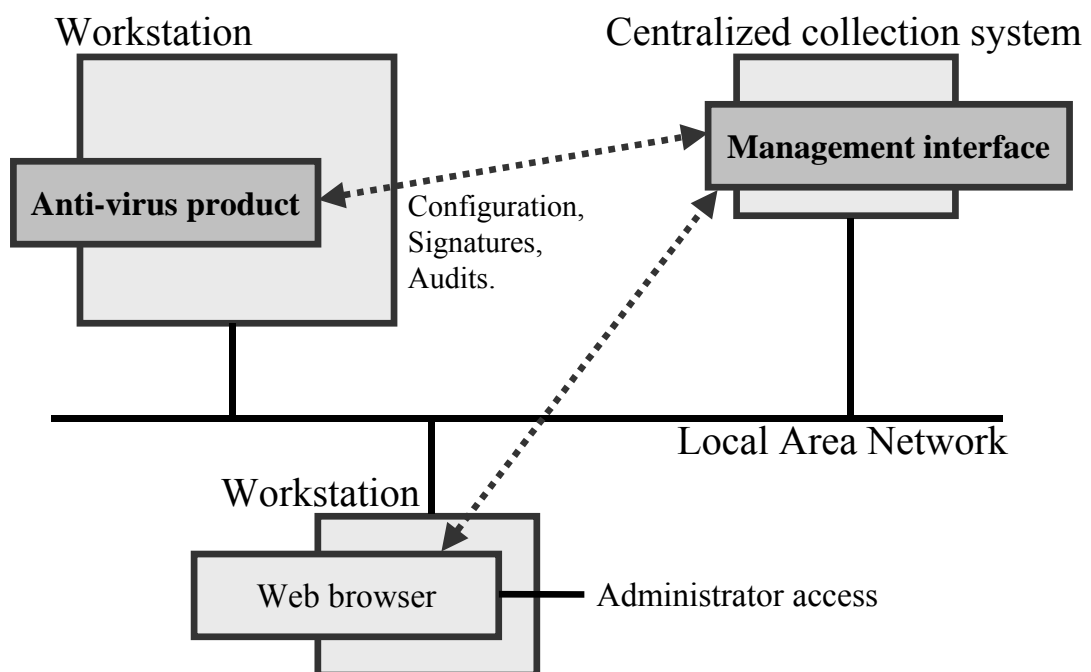 Workstation
Centralized collection system
Management interface
Anti-virus product
Configuration,
Signatures,
Audits.
Local Area Network
Workstation
Web browser
Administrator access